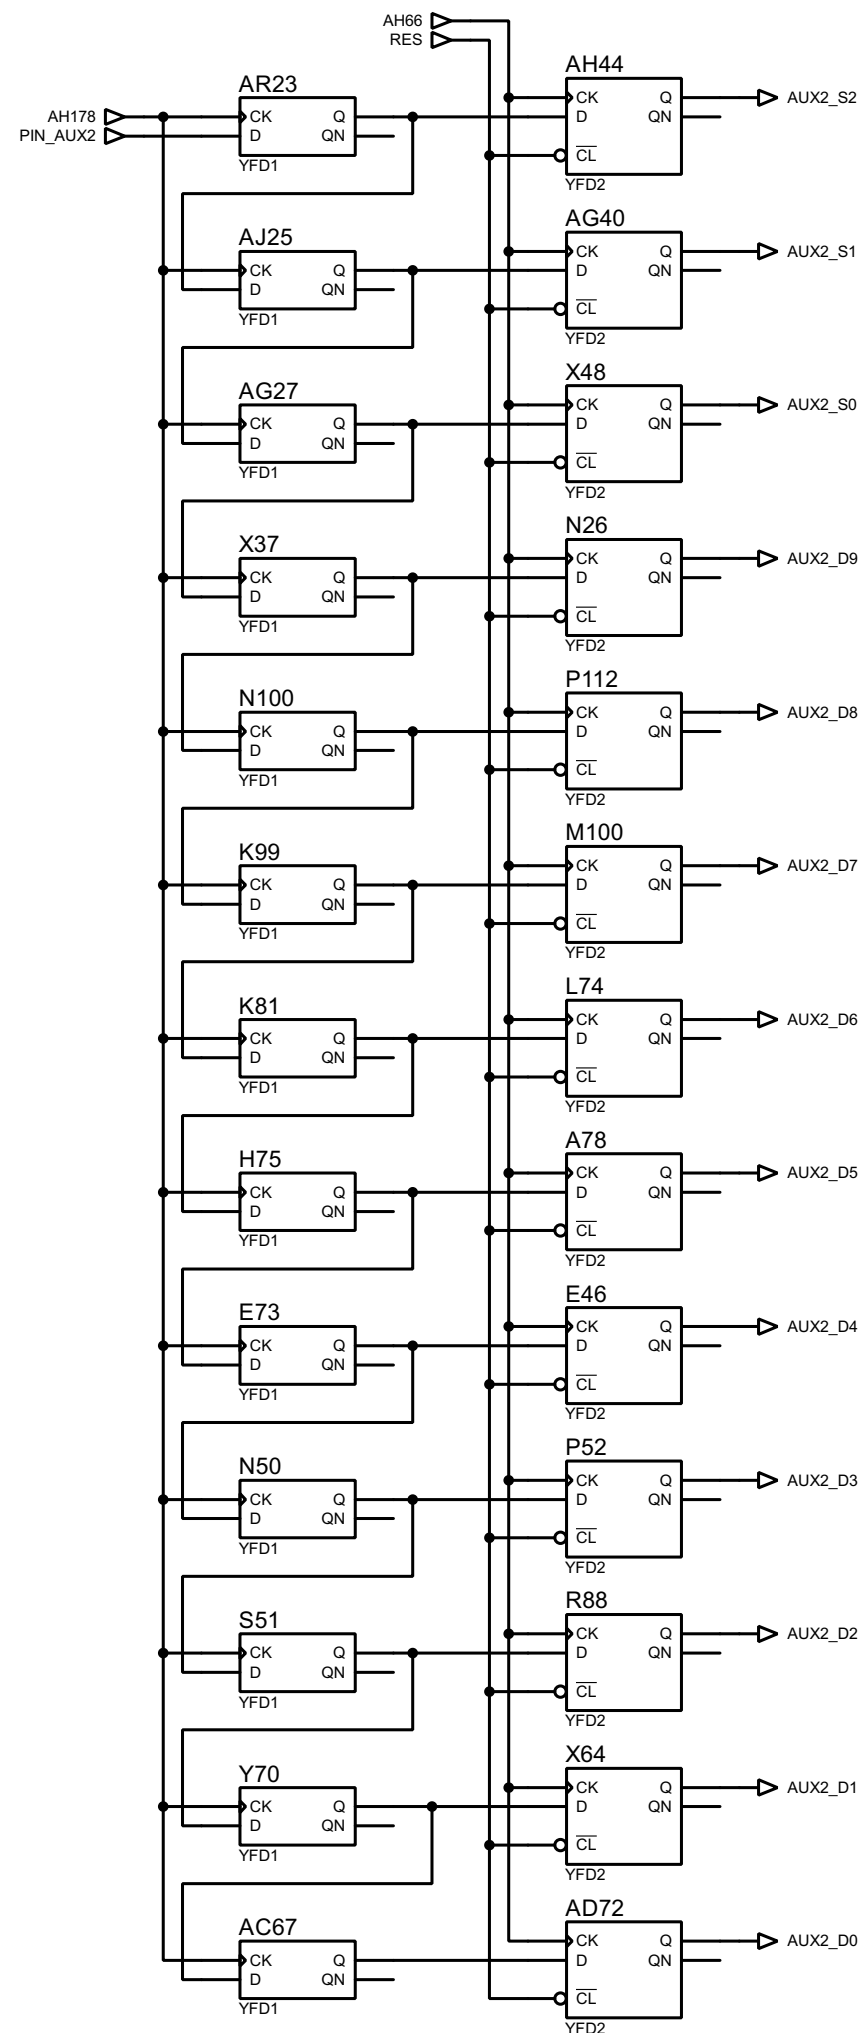 AH66
RES
AH178
PIN_AUX2
AR23
CK Q
D QN
YFD1
AH44
CK Q
D QN
CL
YFD2
AUX2_S2
AJ25
CK Q
D QN
YFD1
AG40
CK Q
D QN
CL
YFD2
AUX2_S1
AG27
CK Q
D QN
YFD1
X48
CK Q
D QN
CL
YFD2
AUX2_S0
X37
CK Q
D QN
YFD1
N26
CK Q
D QN
CL
YFD2
AUX2_D9
N100
CK Q
D QN
YFD1
P112
CK Q
D QN
CL
YFD2
AUX2_D8
K99
CK Q
D QN
YFD1
M100
CK Q
D QN
CL
YFD2
AUX2_D7
K81
CK Q
D QN
YFD1
L74
CK Q
D QN
CL
YFD2
AUX2_D6
H75
CK Q
D QN
YFD1
A78
CK Q
D QN
CL
YFD2
AUX2_D5
E73
CK Q
D QN
YFD1
E46
CK Q
D QN
CL
YFD2
AUX2_D4
N50
CK Q
D QN
YFD1
P52
CK Q
D QN
CL
YFD2
AUX2_D3
S51
CK Q
D QN
YFD1
R88
CK Q
D QN
CL
YFD2
AUX2_D2
Y70
CK Q
D QN
YFD1
X64
CK Q
D QN
CL
YFD2
AUX2_D1
AC67
CK Q
D QN
YFD1
AD72
CK Q
D QN
CL
YFD2
AUX2_D0